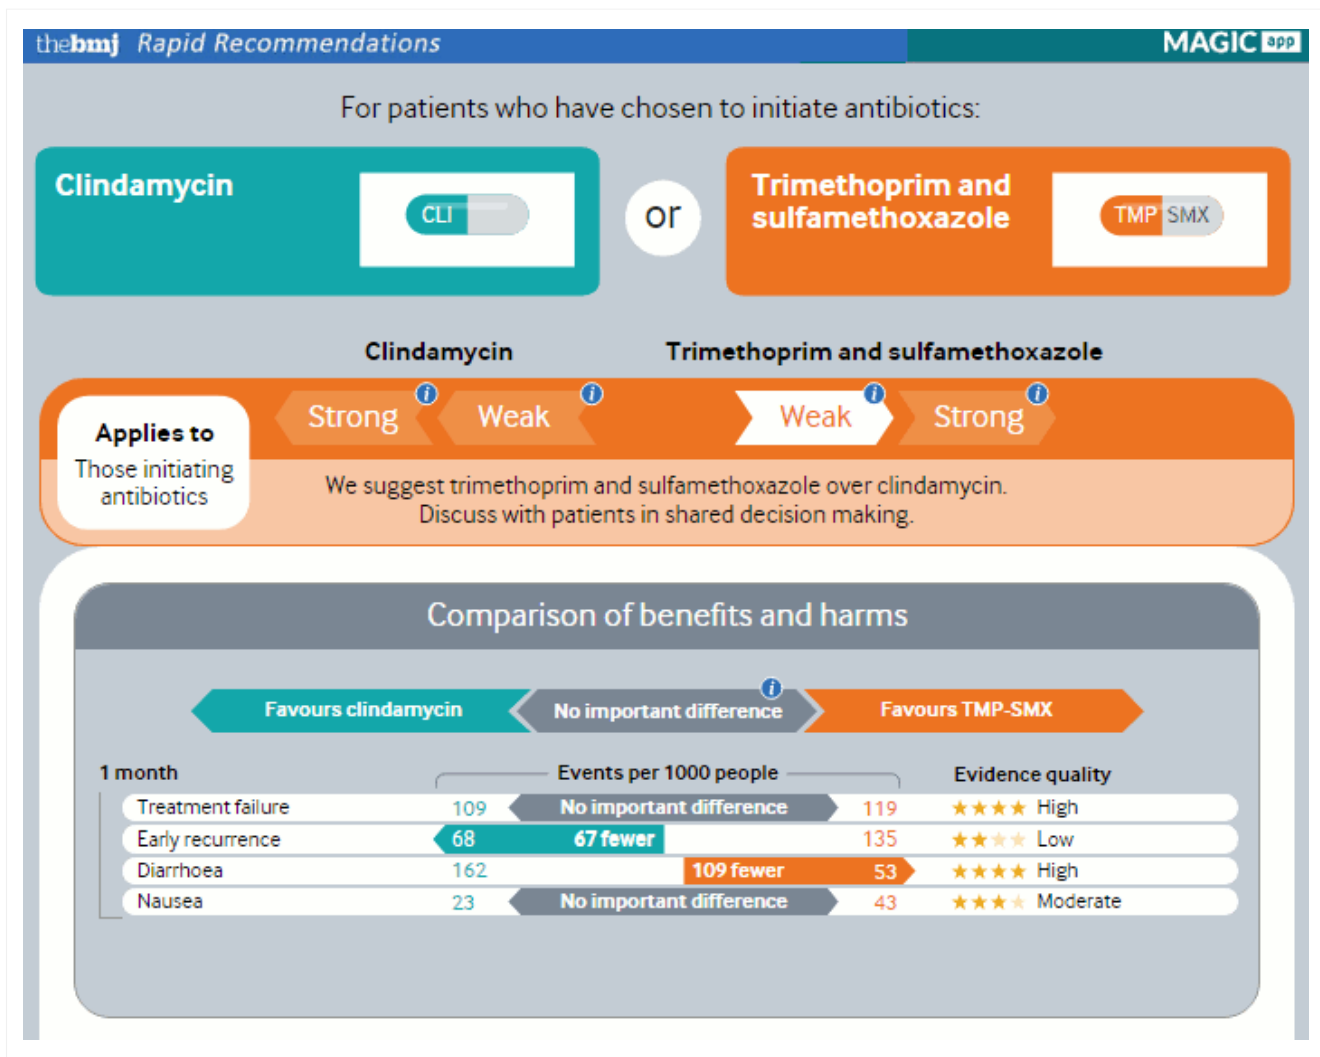 thebmj Rapid Recommendations
MAGIC app
For patients who have chosen to initiate antibiotics:
Clindamycin
CLI
or
Trimethoprim and
sulfamethoxazole
TMP SMX
Clindamycin
Trimethoprim and sulfamethoxazole
Applies to
Those initiating
antibiotics
Strong i Weak i Weak i Strong i
We suggest trimethoprim and sulfamethoxazole over clindamycin.
Discuss with patients in shared decision making.
Comparison of benefits and harms
Favours clindamycin No important difference i Favours TMP-SMX
1 month Events per 1000 people Evidence quality
Treatment failure 109 No important difference 119 High
Early recurrence 68 67 fewer 135 Low
Diarrhoea 162 109 fewer 53 High
Nausea 23 No important difference 43 Moderate